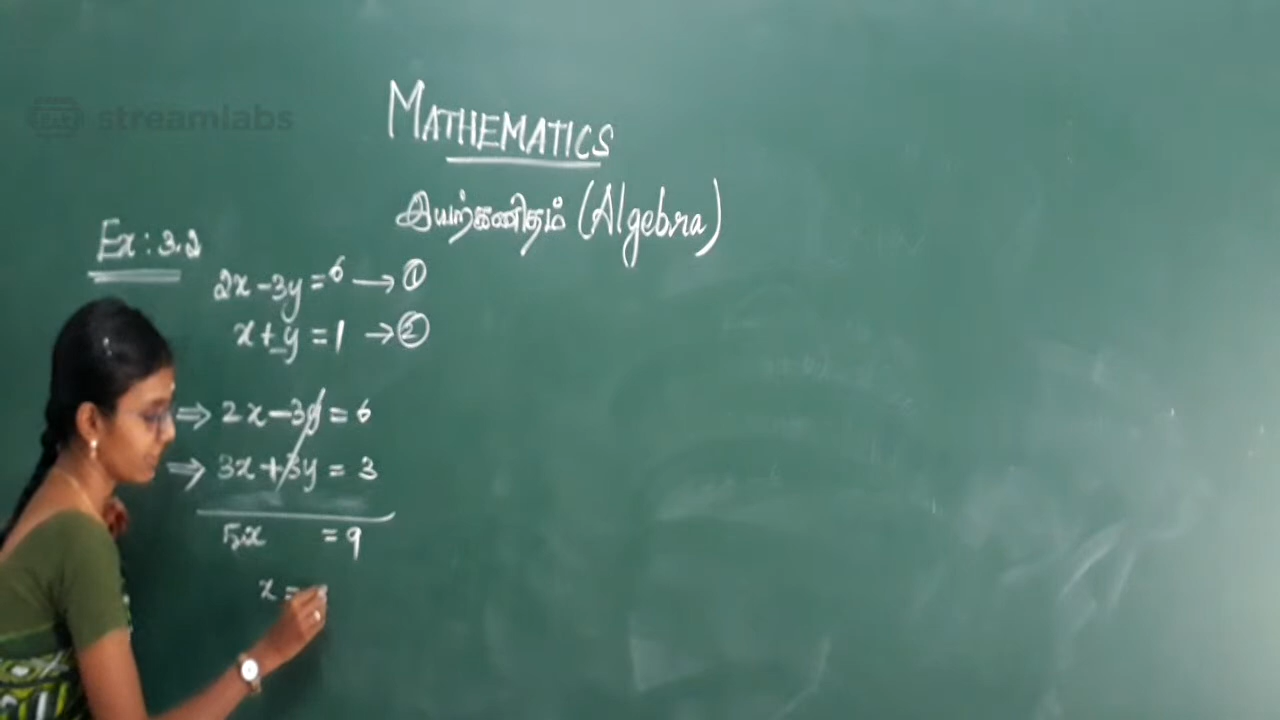 streamlabs
MATHEMATICS
இயற்கணிதம் (Algebra)
Ex : 3.2
2x - 3y = 6 → ①
x + y = 1 → ②
⇒ 2x - 3y = 6
⇒ 3x + 3y = 3
5x = 9
x =